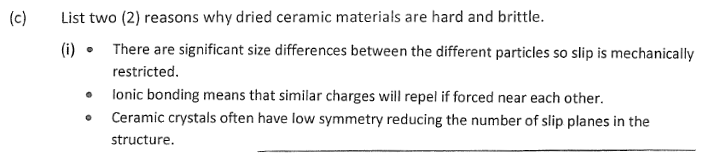 (c) List two (2) reasons why dried ceramic materials are hard and brittle.
(i) • There are significant size differences between the different particles so slip is mechanically
restricted.
• Ionic bonding means that similar charges will repel if forced near each other.
• Ceramic crystals often have low symmetry reducing the number of slip planes in the
structure.